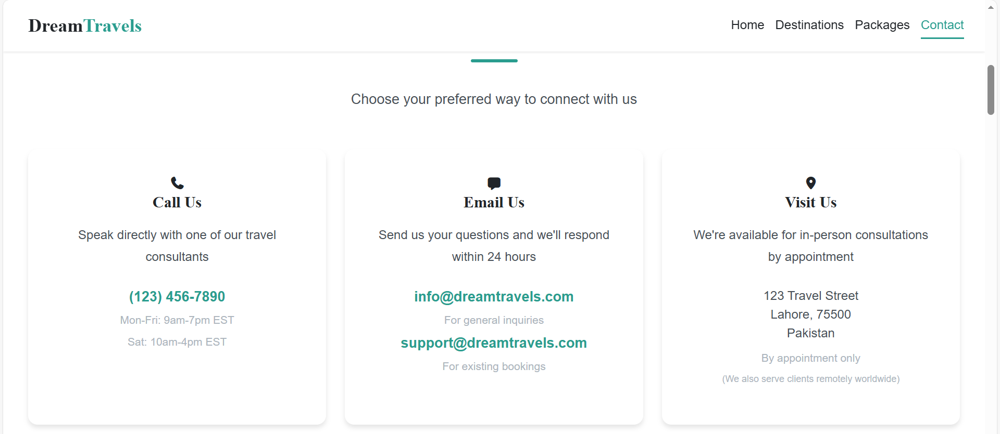 DreamTravels
Home Destinations Packages Contact
Choose your preferred way to connect with us
Call Us
Speak directly with one of our travel
consultants
(123) 456-7890
Mon-Fri: 9am-7pm EST
Sat: 10am-4pm EST
Email Us
Send us your questions and we'll respond
within 24 hours
info@dreamtravels.com
For general inquiries
support@dreamtravels.com
For existing bookings
Visit Us
We're available for in-person consultations
by appointment
123 Travel Street
Lahore, 75500
Pakistan
By appointment only
(We also serve clients remotely worldwide)